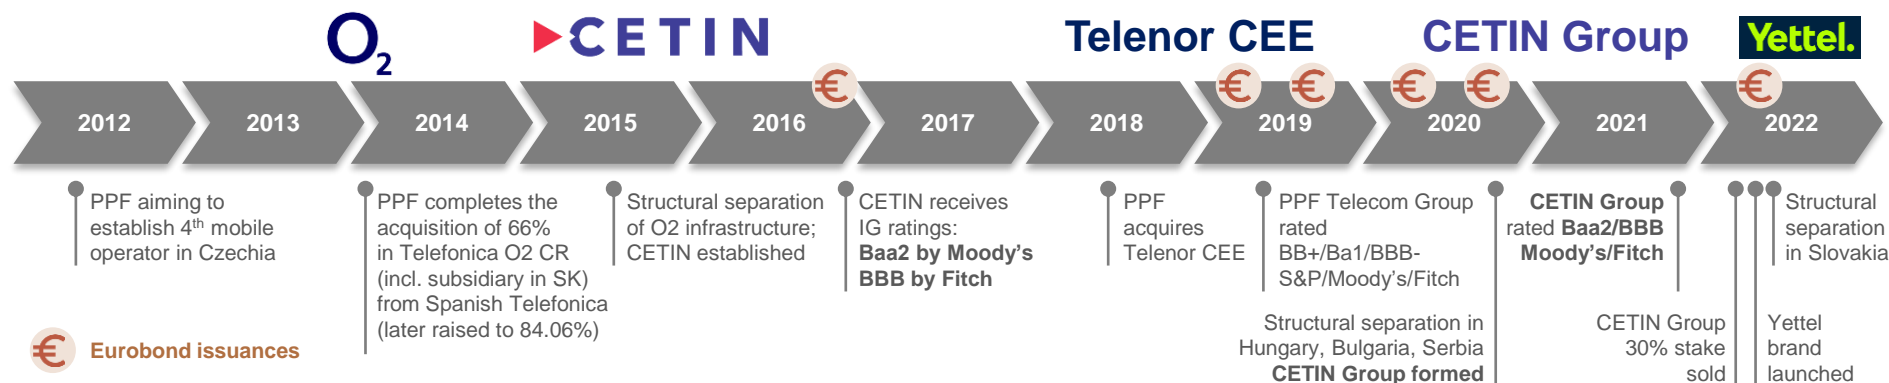 O2
CETIN
Telenor CEE
CETIN Group
Yettel.
€
€
€
€
€
€
2012
2013
2014
2015
2016
2017
2018
2019
2020
2021
2022
PPF aiming to
establish 4th mobile
operator in Czechia
PPF completes the
acquisition of 66%
in Telefonica O2 CR
(incl. subsidiary in SK)
from Spanish Telefonica
(later raised to 84.06%)
Structural separation
of O2 infrastructure;
CETIN established
CETIN receives
IG ratings:
Baa2 by Moody's
BBB by Fitch
PPF
acquires
Telenor CEE
PPF Telecom Group
rated
BB+/Ba1/BBB-
S&P/Moody's/Fitch
Structural separation in
Hungary, Bulgaria, Serbia
CETIN Group formed
CETIN Group
rated Baa2/BBB
Moody's/Fitch
CETIN Group
30% stake
sold
Yettel
brand
launched
Structural
separation
in Slovakia
€ Eurobond issuances